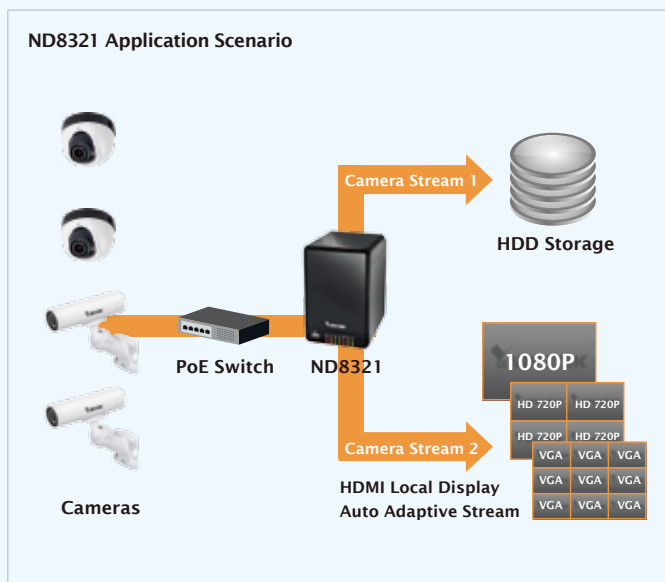 ND8321 Application Scenario
Camera Stream 1
HDD Storage
PoE Switch
ND8321
1080P
HD 720P HD 720P
HD 720P HD 720P
VGA VGA VGA
VGA VGA VGA
VGA VGA VGA
Camera Stream 2
HDMI Local Display
Auto Adaptive Stream
Cameras